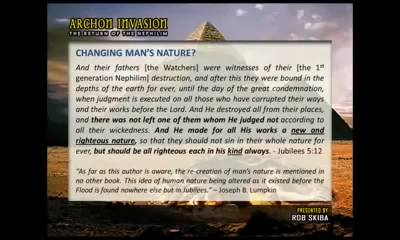 ARCHON INVASION
THE RETURN OF THE NEPHILIM
CHANGING MAN'S NATURE?
And their fathers [the Watchers] were witnesses of their [the 1st
generation Nephilim] destruction, and after this they were bound in the
depths of the earth for ever, until the day of the great condemnation,
when judgment is executed on all those who have corrupted their ways
and their works before the Lord. And He destroyed all from their places,
and there was not left one of them whom He judged not according to
all their wickedness. And He made for all His works a new and
righteous nature, so that they should not sin in their whole nature for
ever, but should be all righteous each in his kind always. - Jubilees 5:12
"As far as this author is aware, the re-creation of man's nature is mentioned in
no other book. This idea of human nature being altered as it existed before the
Flood is found nowhere else but in Jubilees." – Joseph B. Lumpkin
PRESENTED BY
ROB SKIBA